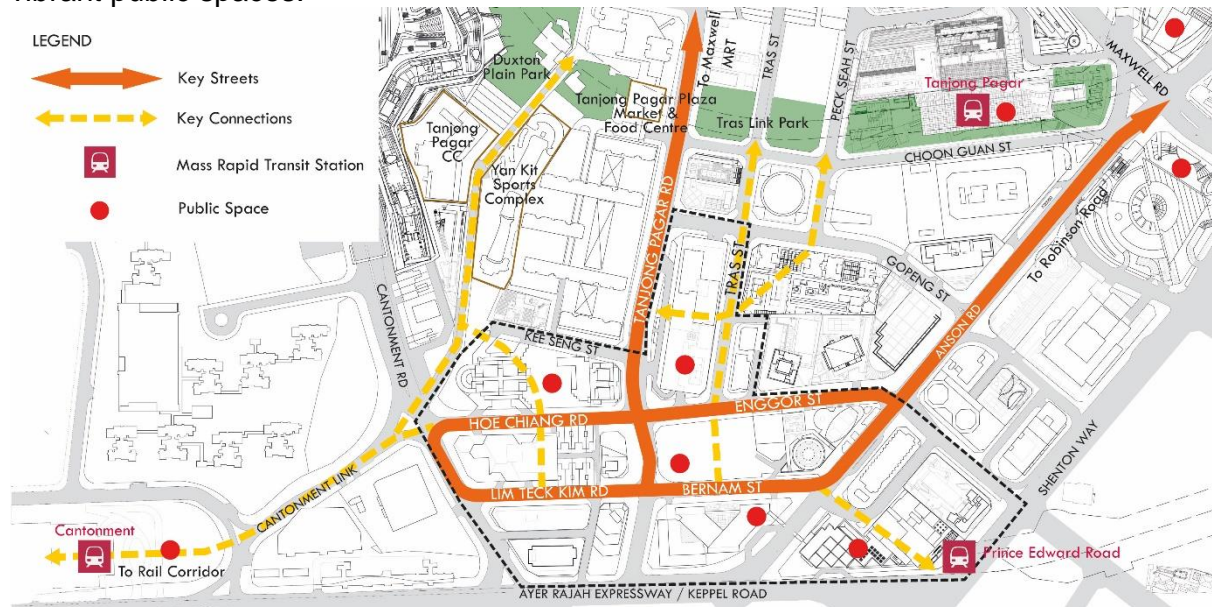 vibrant public spaces.
LEGEND
Key Streets
Key Connections
Mass Rapid Transit Station
Public Space
Duxton
Plain Park
Tanjong Pagar Plaza
Market &
Food Centre
Tanjong
Pagar
CC
Yan Kit
Sports
Complex
To Maxwell
MRT
TRAS ST
PECK SEAH ST
Tras Link Park
Tanjong Pagar
MAXWELL RD
CHOON GUAN ST
TANJONG PAGAR RD
TRAS ST
GOPENG ST
To Robinson Road
ANSON RD
CANTONMENT RD
KEE SENG ST
HOE CHIANG RD
ENGGOR ST
SHENTON WAY
LIM TECK KIM RD
BERNAM ST
CANTONMENT LINK
Cantonment
To Rail Corridor
Prince Edward Road
AYER RAJAH EXPRESSWAY / KEPPEL ROAD